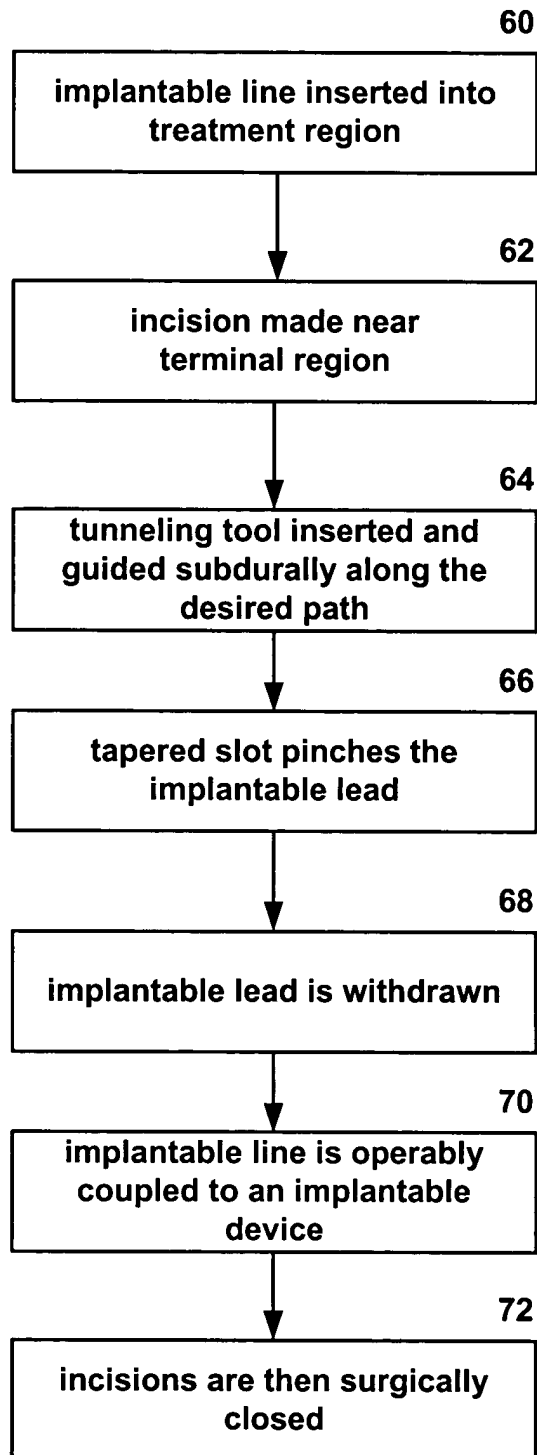 60
implantable line inserted into
treatment region
62
incision made near
terminal region
64
tunneling tool inserted and
guided subdurally along the
desired path
66
tapered slot pinches the
implantable lead
68
implantable lead is withdrawn
70
implantable line is operably
coupled to an implantable
device
72
incisions are then surgically
closed